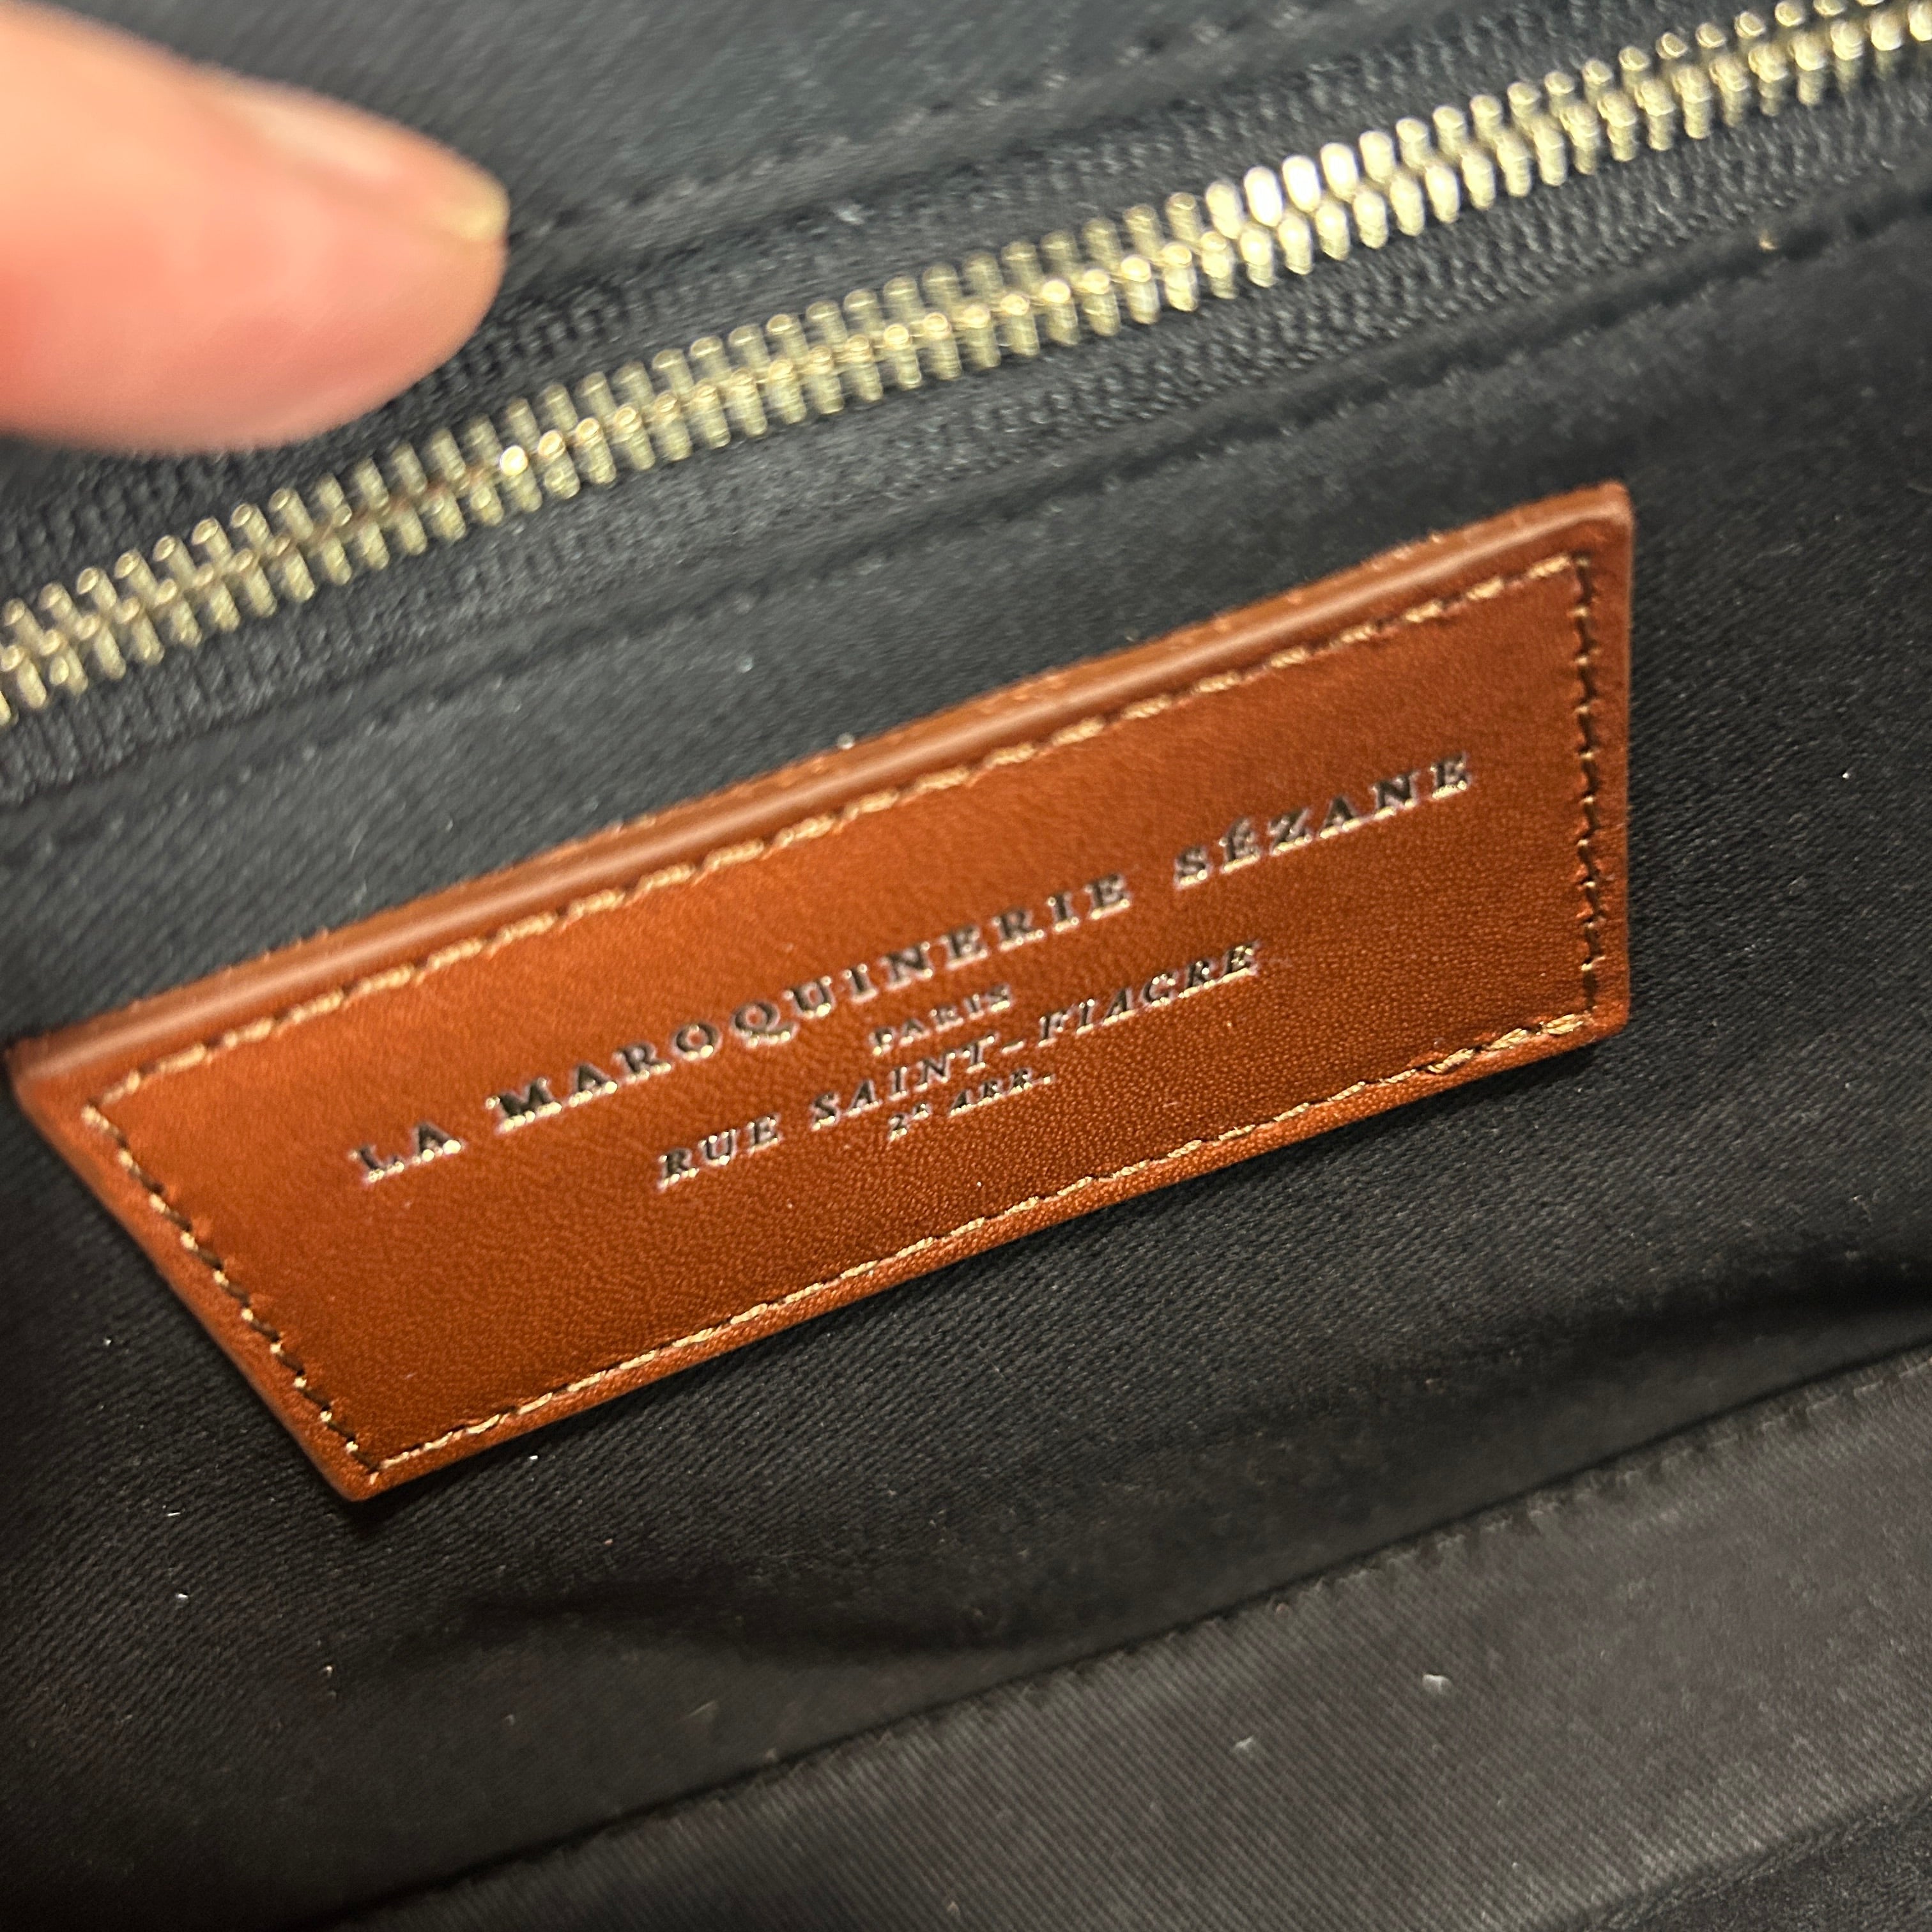 LA MAROQUINERIE SÉZANE
PARIS
RUE SAINT-FIACRE
2e ARR.